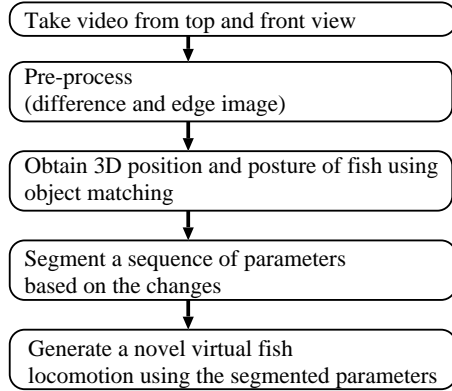 Take video from top and front view
Pre-process
(difference and edge image)
Obtain 3D position and posture of fish using
object matching
Segment a sequence of parameters
based on the changes
Generate a novel virtual fish
locomotion using the segmented parameters